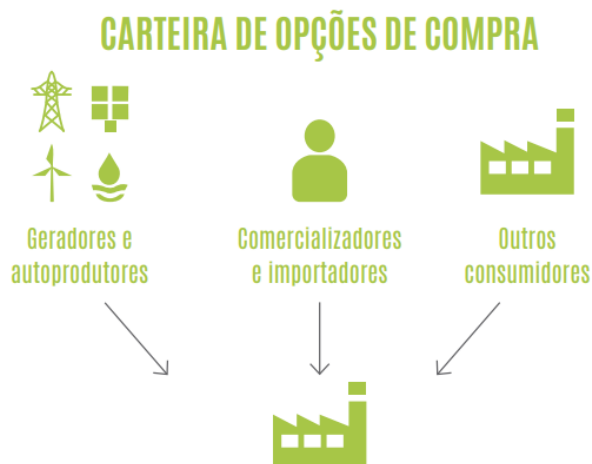 CARTEIRA DE OPÇÕES DE COMPRA
Geradores e
autoprodutores
Comercializadores
e importadores
Outros
consumidores